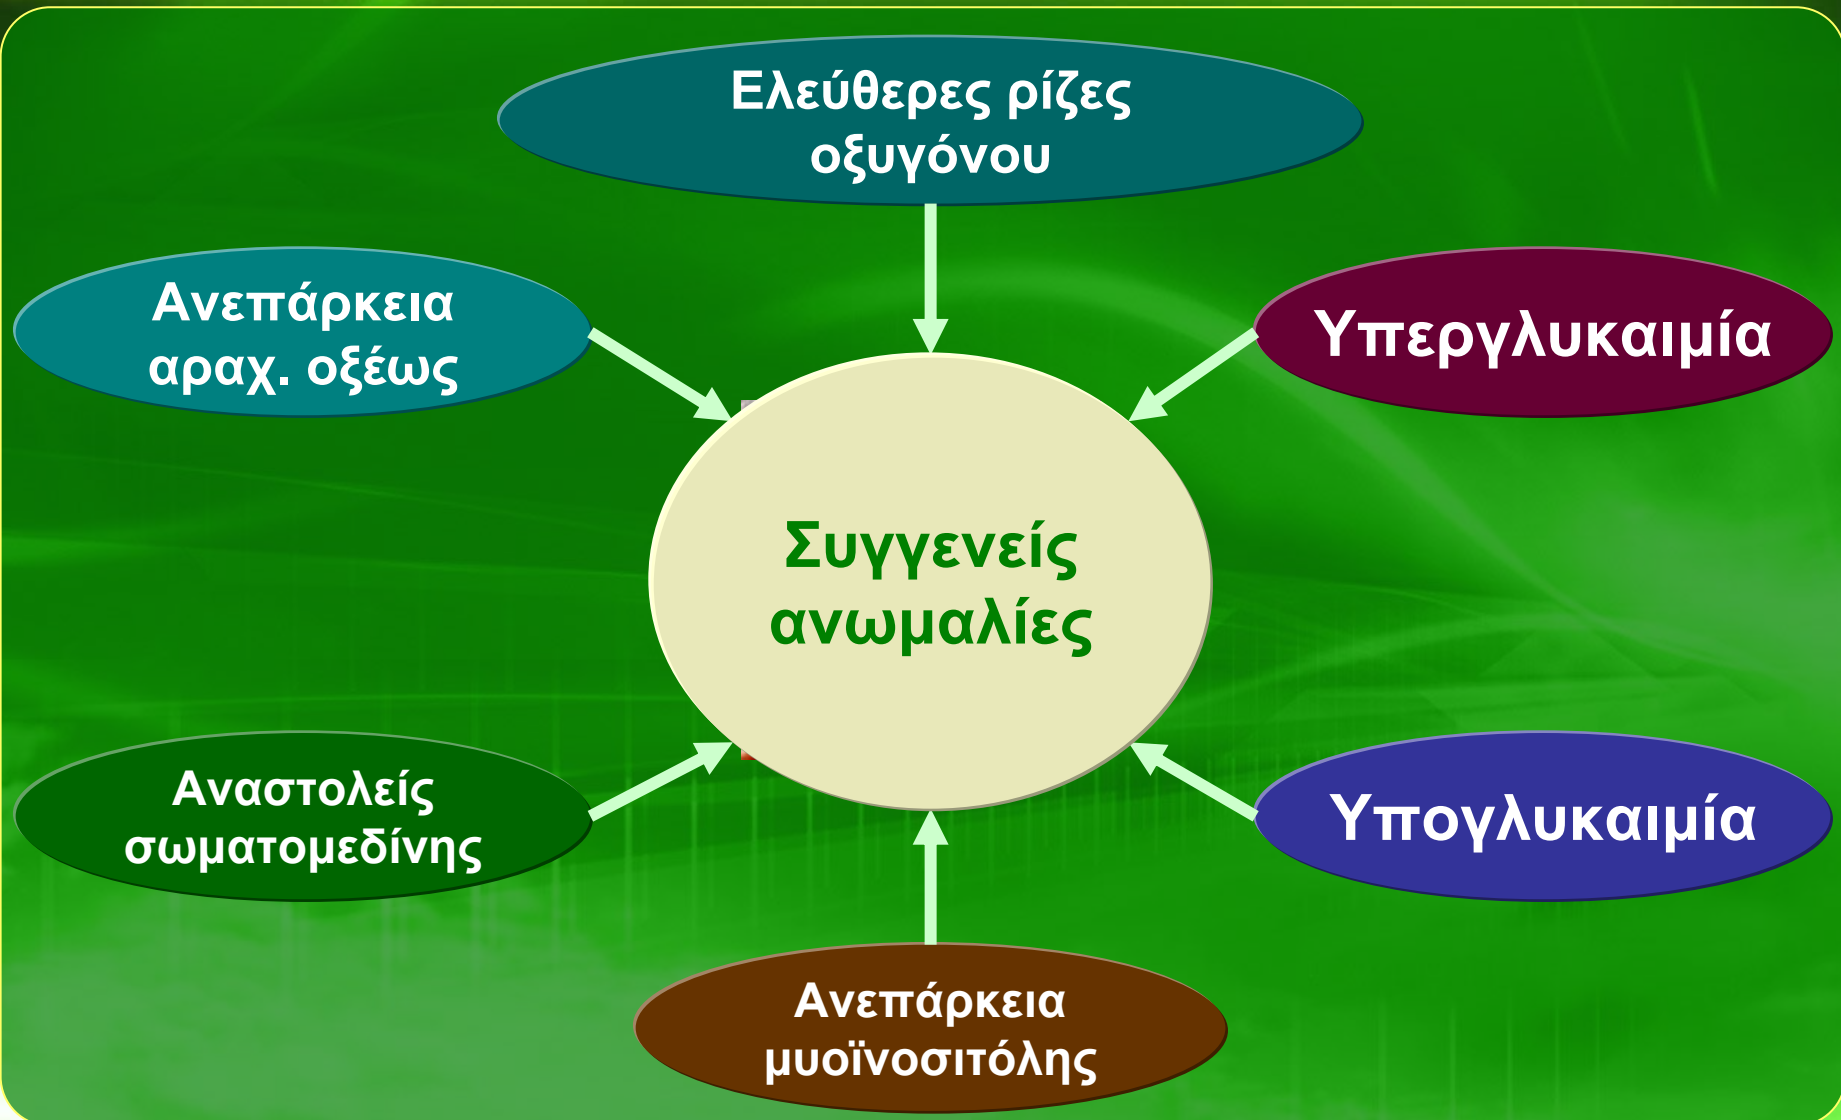 Ελεύθερες ρίζες
οξυγόνου
Ανεπάρκεια
αραχ. οξέως
Υπεργλυκαιμία
Συγγενείς
ανωμαλίες
Αναστολείς
σωματομεδίνης
Υπογλυκαιμία
Ανεπάρκεια
μυοϊνοσιτόλης